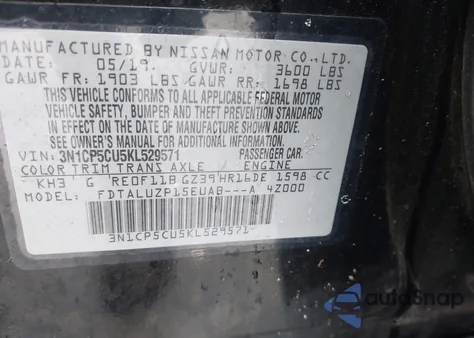 MANUFACTURED BY NISSAN MOTOR CO., LTD.
DATE: 05/19. GVWR: 3600 LBS
GAWR FR: 1903 LBS GAWR RR: 1698 LBS
THIS VEHICLE CONFORMS TO ALL APPLICABLE FEDERAL MOTOR
VEHICLE SAFETY, BUMPER AND THEFT PREVENTION STANDARDS
IN EFFECT ON THE DATE OF MANUFACTURE SHOWN ABOVE.
SEE OWNER'S MANUAL FOR ADDITIONAL INFORMATION.
VIN: 3N1CP5CU5KL529571 PASSENGER CAR
COLOR TRIM TRANS AXLE / ENGINE
KH3 G RE0F11B GZ39 HR16DE 1598 CC
MODEL: FDTALUZP15EUAB---A 4Z000
3N1CP5CU5KL529571
autosnap